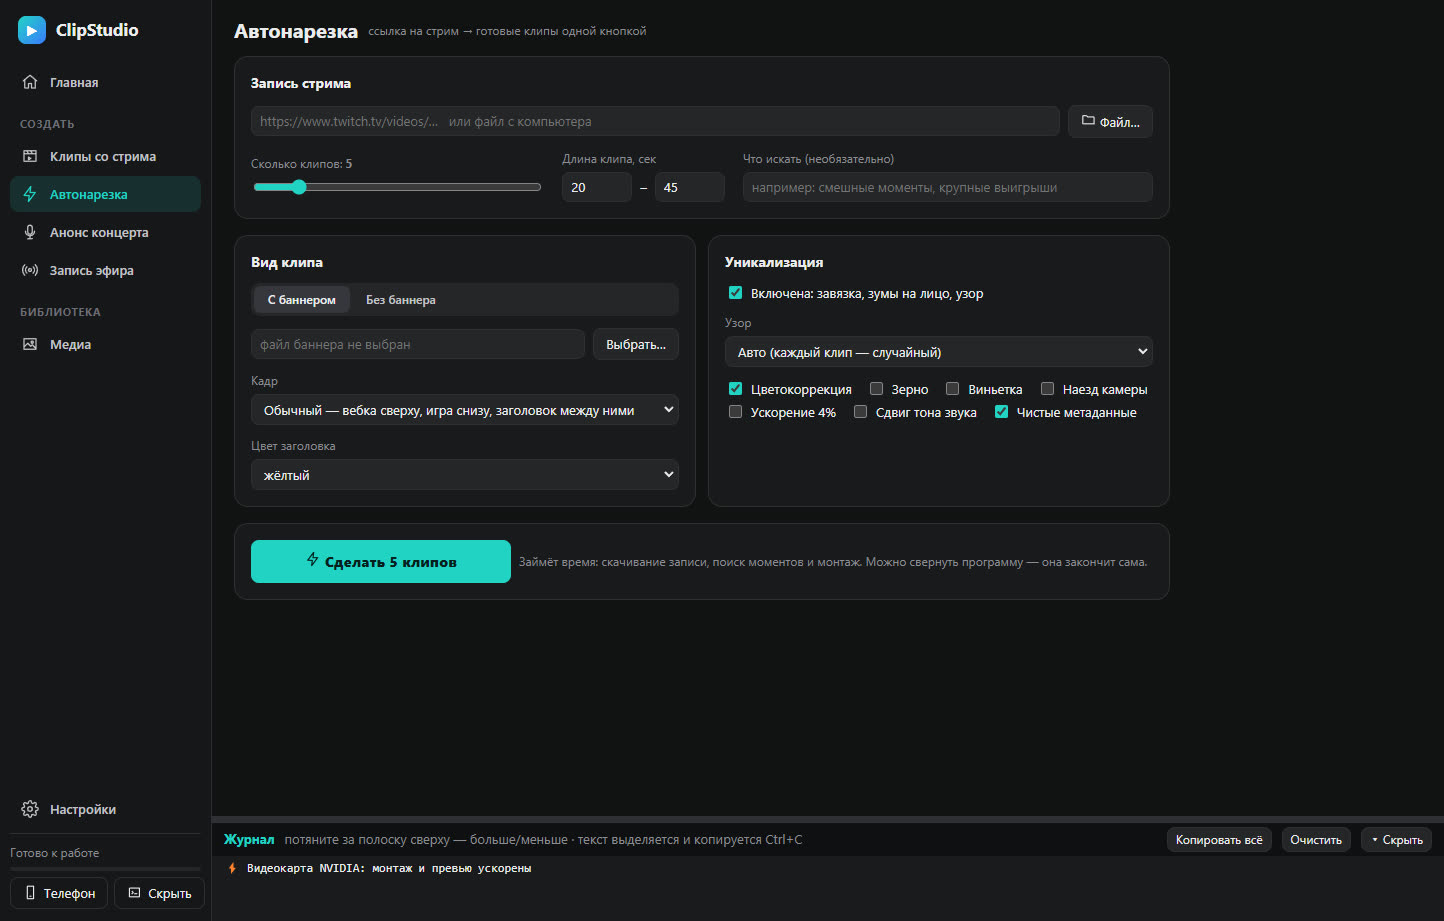 ClipStudio
Главная
СОЗДАТЬ
Клипы со стрима
Автонарезка
Анонс концерта
Запись эфира
БИБЛИОТЕКА
Медиа
Настройки
Готово к работе
Телефон Скрыть
Автонарезка ссылка на стрим → готовые клипы одной кнопкой
Запись стрима
https://www.twitch.tv/videos/... или файл с компьютера Файл...
Сколько клипов: 5 Длина клипа, сек Что искать (необязательно)
20 – 45 например: смешные моменты, крупные выигрыши
Вид клипа
С баннером Без баннера
файл баннера не выбран Выбрать...
Кадр
Обычный — вебка сверху, игра снизу, заголовок между ними
Цвет заголовка
жёлтый
Уникализация
Включена: завязка, зумы на лицо, узор
Узор
Авто (каждый клип — случайный)
Цветокоррекция Зерно Виньетка Наезд камеры
Ускорение 4% Сдвиг тона звука Чистые метаданные
Сделать 5 клипов Займёт время: скачивание записи, поиск моментов и монтаж. Можно свернуть программу — она закончит сама.
Журнал потяните за полоску сверху — больше/меньше · текст выделяется и копируется Ctrl+C Копировать всё Очистить ▾ Скрыть
Видеокарта NVIDIA: монтаж и превью ускорены